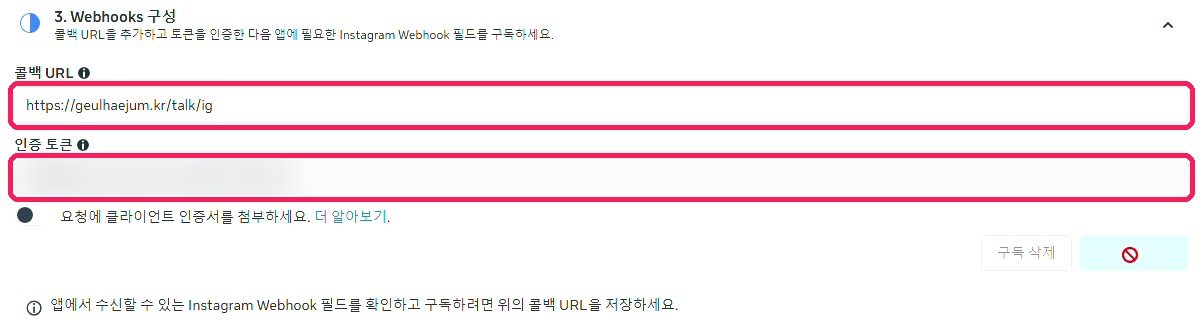 3. Webhooks 구성
콜백 URL을 추가하고 토큰을 인증한 다음 앱에 필요한 Instagram Webhook 필드를 구독하세요.
콜백 URL
https://geulhaejum.kr/talk/ig
인증 토큰
요청에 클라이언트 인증서를 첨부하세요. 더 알아보기.
구독 삭제
앱에서 수신할 수 있는 Instagram Webhook 필드를 확인하고 구독하려면 위의 콜백 URL을 저장하세요.